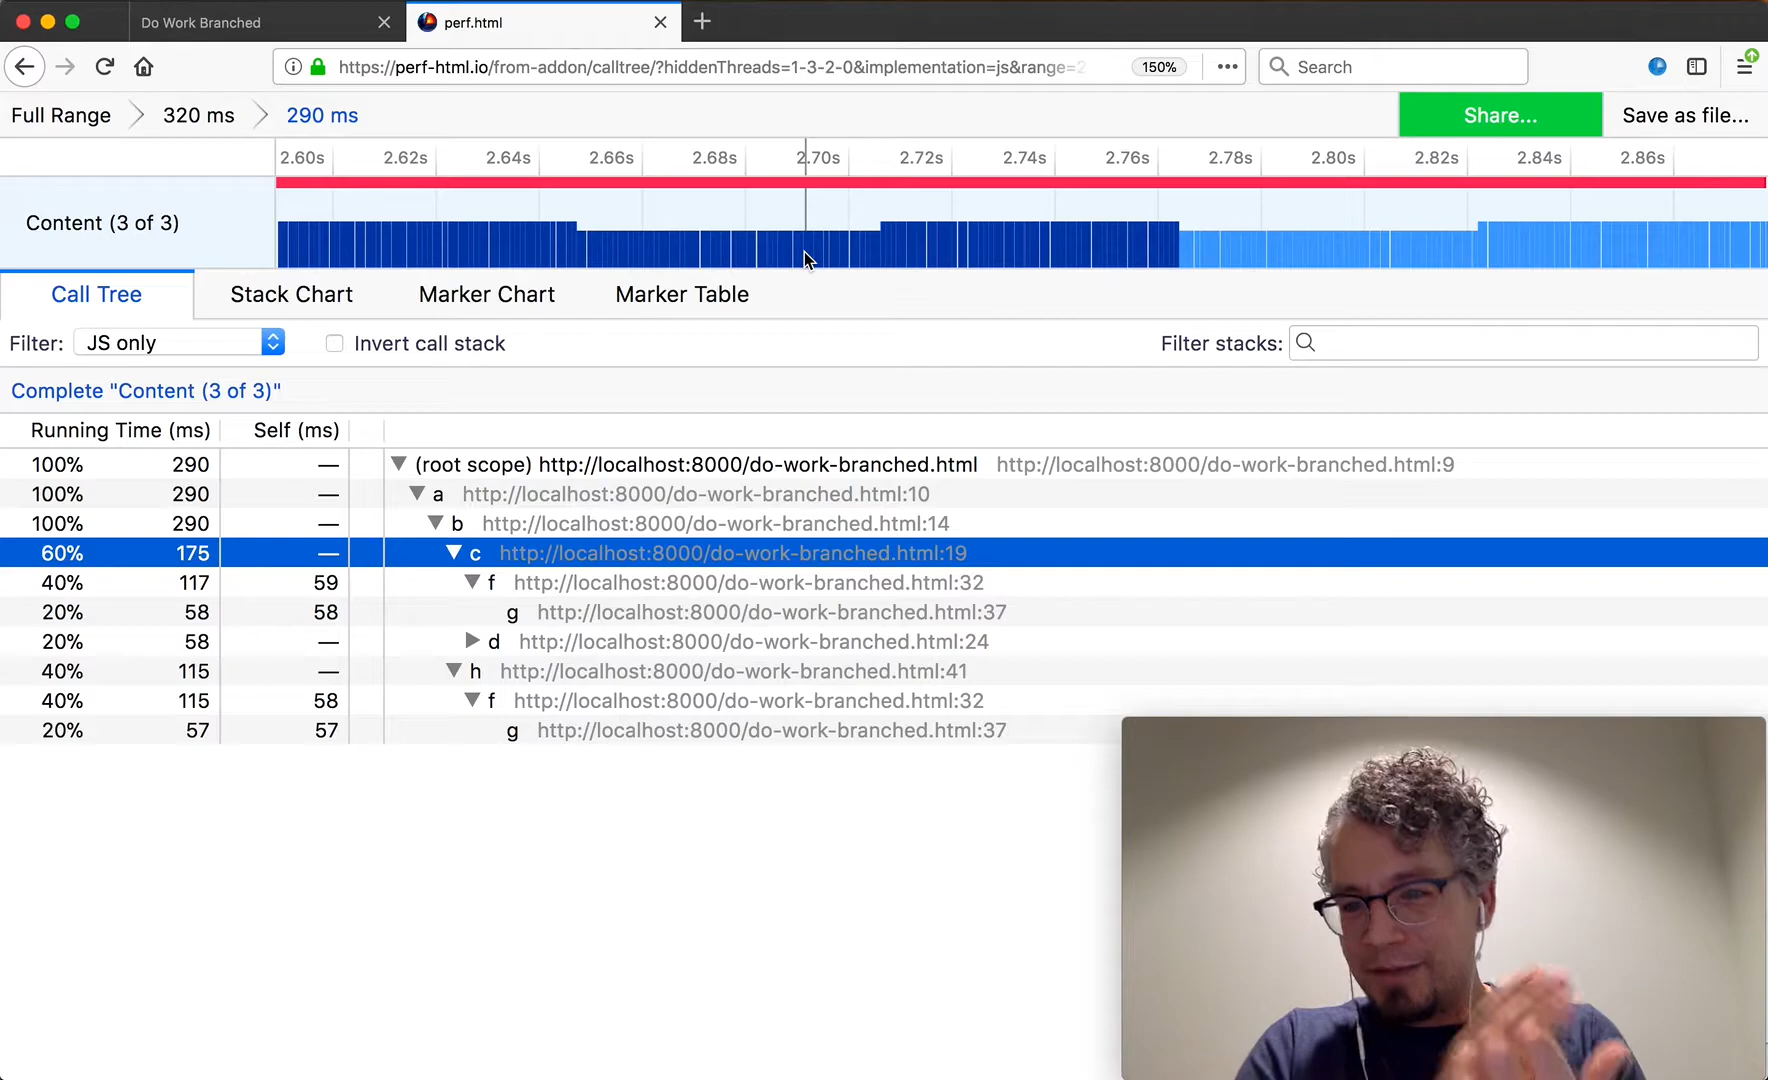 Do Work Branched perf.html
https://perf-html.io/from-addon/calltree/?hiddenThreads=1-3-2-0&implementation=js&range=2 150% Search
Full Range 320 ms 290 ms Share... Save as file...
2.60s 2.62s 2.64s 2.66s 2.68s 2.70s 2.72s 2.74s 2.76s 2.78s 2.80s 2.82s 2.84s 2.86s
Content (3 of 3)
Call Tree Stack Chart Marker Chart Marker Table
Filter: JS only Invert call stack Filter stacks:
Complete "Content (3 of 3)"
Running Time (ms) Self (ms)
100% 290 — (root scope) http://localhost:8000/do-work-branched.html http://localhost:8000/do-work-branched.html:9
100% 290 — a http://localhost:8000/do-work-branched.html:10
100% 290 — b http://localhost:8000/do-work-branched.html:14
60% 175 — c http://localhost:8000/do-work-branched.html:19
40% 117 59 f http://localhost:8000/do-work-branched.html:32
20% 58 58 g http://localhost:8000/do-work-branched.html:37
20% 58 — d http://localhost:8000/do-work-branched.html:24
40% 115 — h http://localhost:8000/do-work-branched.html:41
40% 115 58 f http://localhost:8000/do-work-branched.html:32
20% 57 57 g http://localhost:8000/do-work-branched.html:37